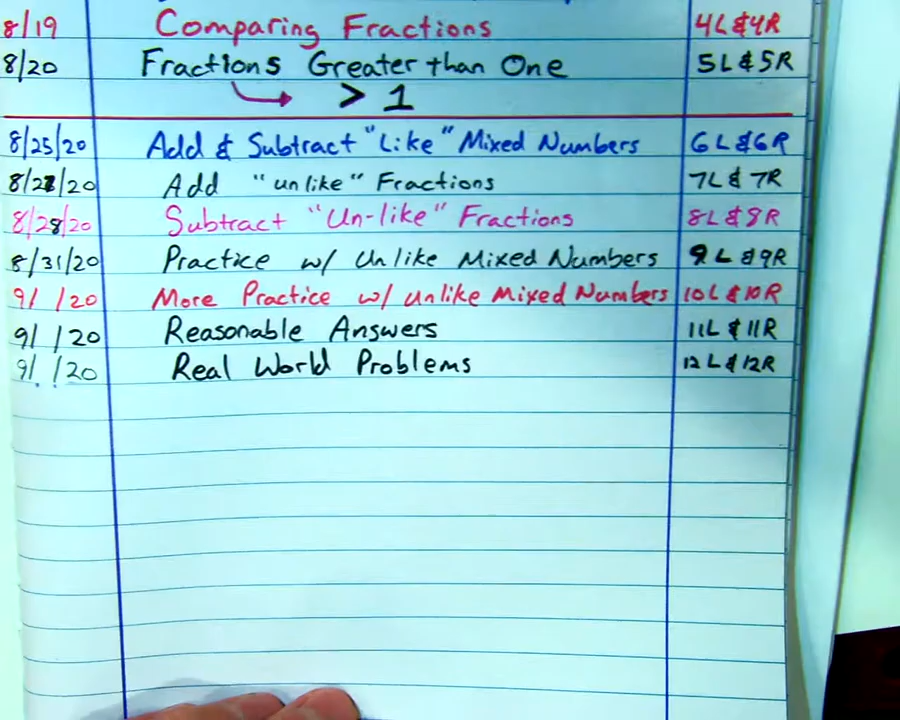 8/19 Comparing Fractions 4L & 4R
8/20 Fractions Greater than One 5L & 5R
> 1
8/25/20 Add & Subtract "Like" Mixed Numbers 6L & 6R
8/27/20 Add "unlike" Fractions 7L & 7R
8/28/20 Subtract "Un-like" Fractions 8L & 8R
8/31/20 Practice w/ Unlike Mixed Numbers 9L & 9R
9/ /20 More Practice w/ Unlike Mixed Numbers 10L & 10R
9/ /20 Reasonable Answers 11L & 11R
9/ /20 Real World Problems 12L & 12R